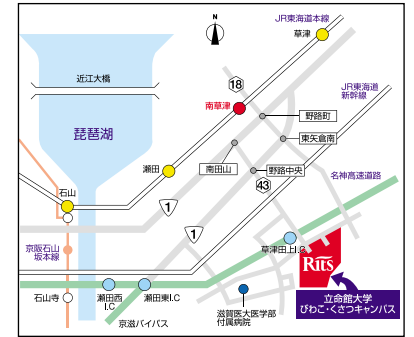 N
JR東海道本線
草津
近江大橋
18
JR東海道
新幹線
南草津
野路町
琵琶湖
東矢倉南
瀬田
南田山
野路中央
43
名神高速道路
石山
1
1
京阪石山
坂本線
草津田上I.C
Rits
石山寺
瀬田西
I.C
瀬田東I.C
立命館大学
びわこ・くさつキャンパス
京滋バイパス
滋賀医大医学部
付属病院